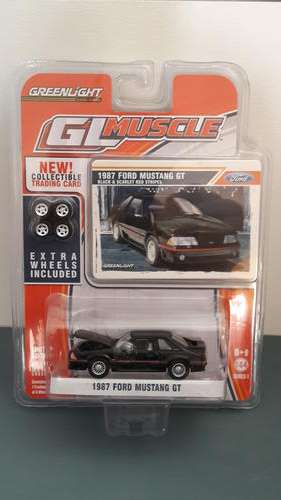 GREENLIGHT
GL MUSCLE
NEW!
COLLECTIBLE
TRADING CARD
1987 FORD MUSTANG GT
BLACK & SCARLET RED STRIPES
Ford
GREENLIGHT
EXTRA
WHEELS
INCLUDED
1987 FORD MUSTANG GT